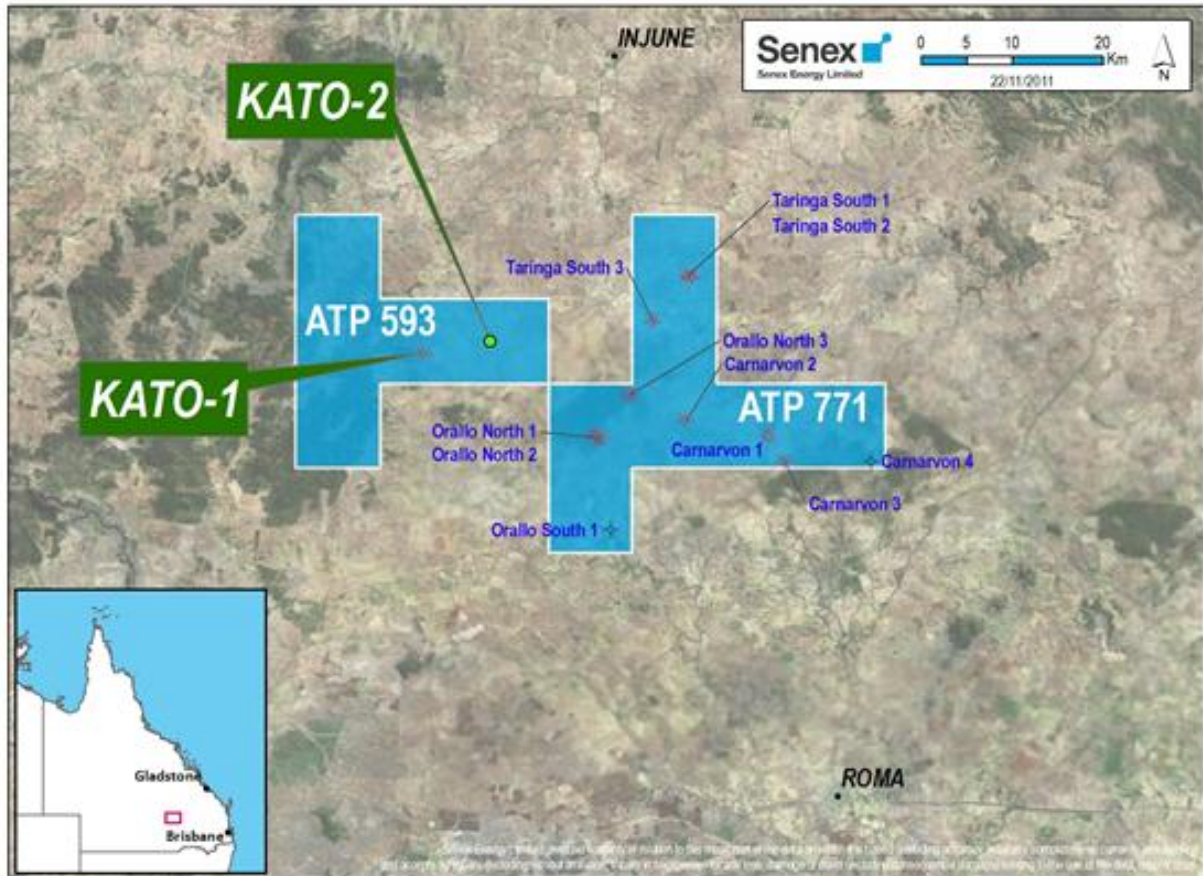 INJUNE
Senex
Senex Energy Limited
0 5 10 20
Km
22/11/2011
N
KATO-2
Taringa South 1
Taringa South 2
Taringa South 3
ATP 593
Orallo North 3
Carnarvon 2
KATO-1
ATP 771
Orallo North 1
Orallo North 2
Carnarvon 1
Carnarvon 4
Carnarvon 3
Orallo South 1
Gladstone
Brisbane
ROMA